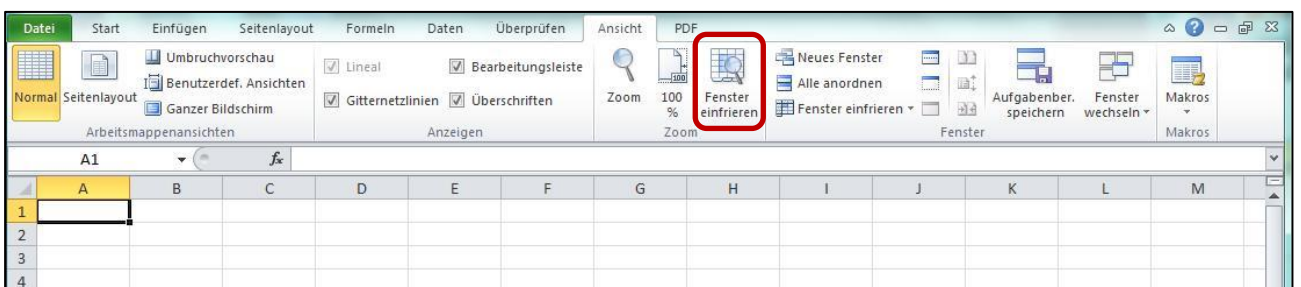 Datei Start Einfügen Seitenlayout Formeln Daten Überprüfen Ansicht PDF
Normal Seitenlayout
Umbruchvorschau
Benutzerdef. Ansichten
Ganzer Bildschirm
Arbeitsmappenansichten
Lineal Bearbeitungsleiste
Gitternetzlinien Überschriften
Anzeigen
Zoom
100
100
%
Fenster
einfrieren
Zoom
Neues Fenster
Alle anordnen
Fenster einfrieren
Aufgabenber.
speichern
Fenster
wechseln
Fenster
Makros
Makros
A1 fx
A B C D E F G H I J K L M
1
2
3
4